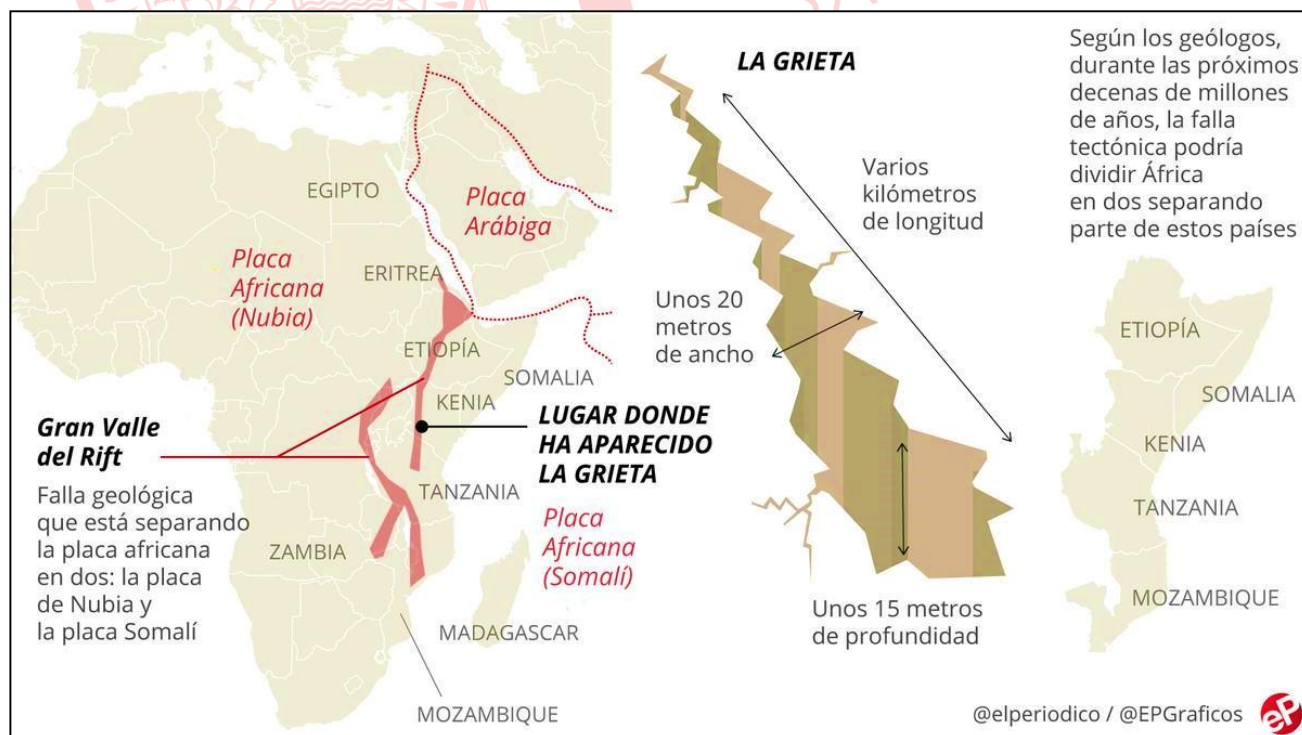 EGIPTO
Placa
Arábiga
Placa
Africana
(Nubia)
ERITREA
ETIOPÍA
SOMALIA
KENIA
LUGAR DONDE
HA APARECIDO
LA GRIETA
Gran Valle
del Rift
Falla geológica
que está separando
la placa africana
en dos: la placa
de Nubia y
la placa Somalí
TANZANIA
Placa
Africana
(Somalí)
ZAMBIA
MADAGASCAR
MOZAMBIQUE
LA GRIETA
Varios
kilómetros
de longitud
Unos 20
metros
de ancho
Unos 15 metros
de profundidad
Según los geólogos,
durante las próximos
decenas de millones
de años, la falla
tectónica podría
dividir África
en dos separando
parte de estos países
ETIOPÍA
SOMALIA
KENIA
TANZANIA
MOZAMBIQUE
@elperiodico / @EPGraficos
eP